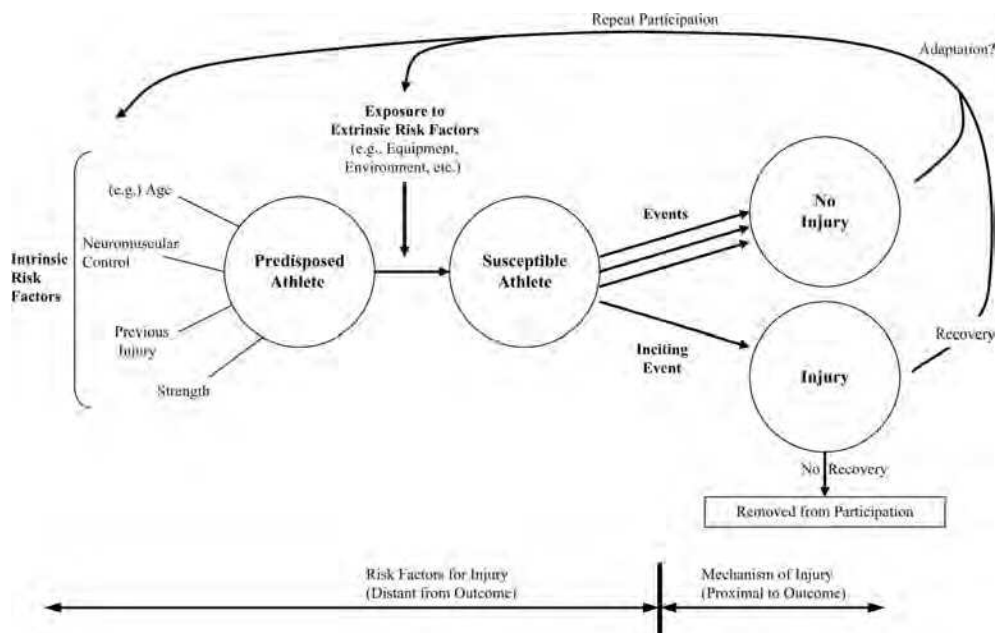 Repeat Participation
Adaptation?
Exposure to
Extrinsic Risk Factors
(e.g., Equipment,
Environment, etc.)
(e.g.) Age
Neuromuscular
Control
Intrinsic
Risk
Factors
Previous
Injury
Strength
Predisposed
Athlete
Susceptible
Athlete
Events
No
Injury
Inciting
Event
Injury
Recovery
No Recovery
Removed from Participation
Risk Factors for Injury
(Distant from Outcome)
Mechanism of Injury
(Proximal to Outcome)